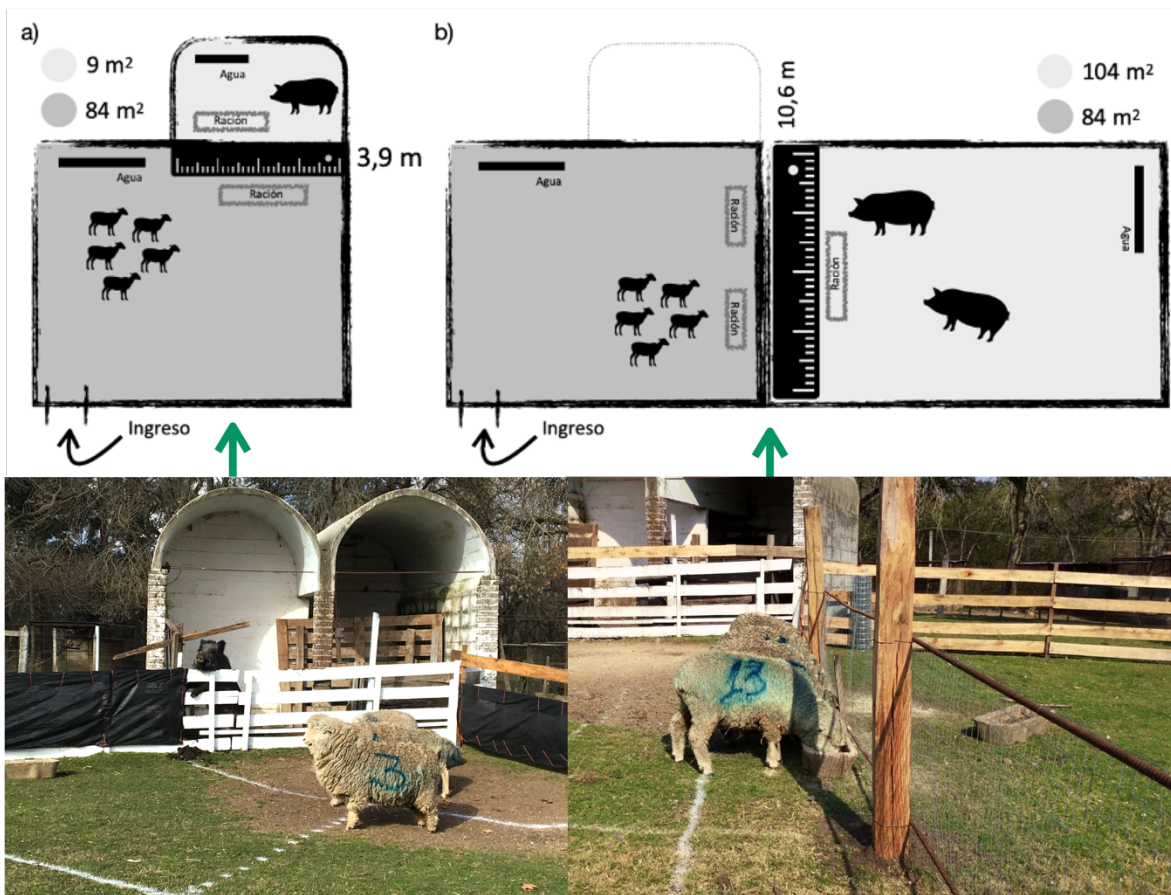 a)
9 m²
84 m²
Agua
Ración
3,9 m
Agua
Ración
Ingreso
b)
10,6 m
104 m²
84 m²
Agua
Ración
Ración
Ración
Agua
Ingreso
3
13